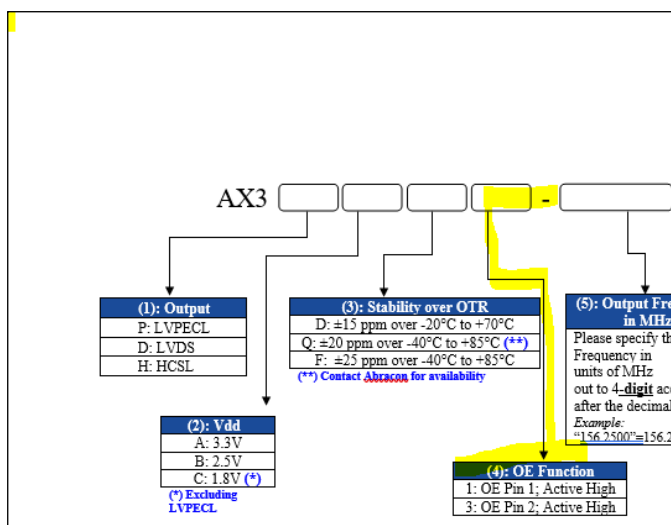 AX3 -
(1): Output
P: LVPECL
D: LVDS
H: HCSL
(2): Vdd
A: 3.3V
B: 2.5V
C: 1.8V (*)
(*) Excluding
LVPECL
(3): Stability over OTR
D: ±15 ppm over -20°C to +70°C
Q: ±20 ppm over -40°C to +85°C (**)
F: ±25 ppm over -40°C to +85°C
(**) Contact Abracon for availability
(4): OE Function
1: OE Pin 1; Active High
3: OE Pin 2; Active High
(5): Output Fre
in MHz
Please specify th
Frequency in
units of MHz
out to 4-digit acc
after the decimal
Example:
“156.2500”=156.2